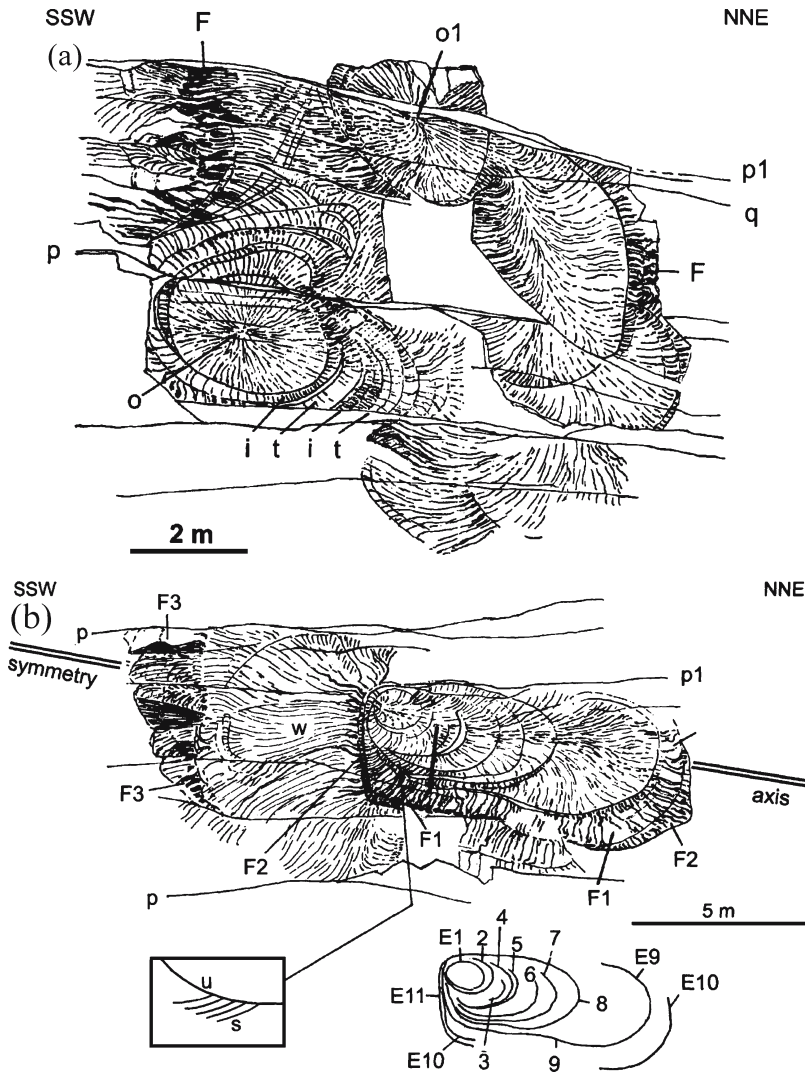 SSW NNE
(a)
F o1
p1
q
p
F
o
i t i t
2 m
SSW NNE
(b)
F3
p
symmetry
p1
w
F3
axis
F2
F1
F2
F1
p
5 m
E1 2 4 5 7
E9
6
E10
8
E11
E10
3 9
u
s